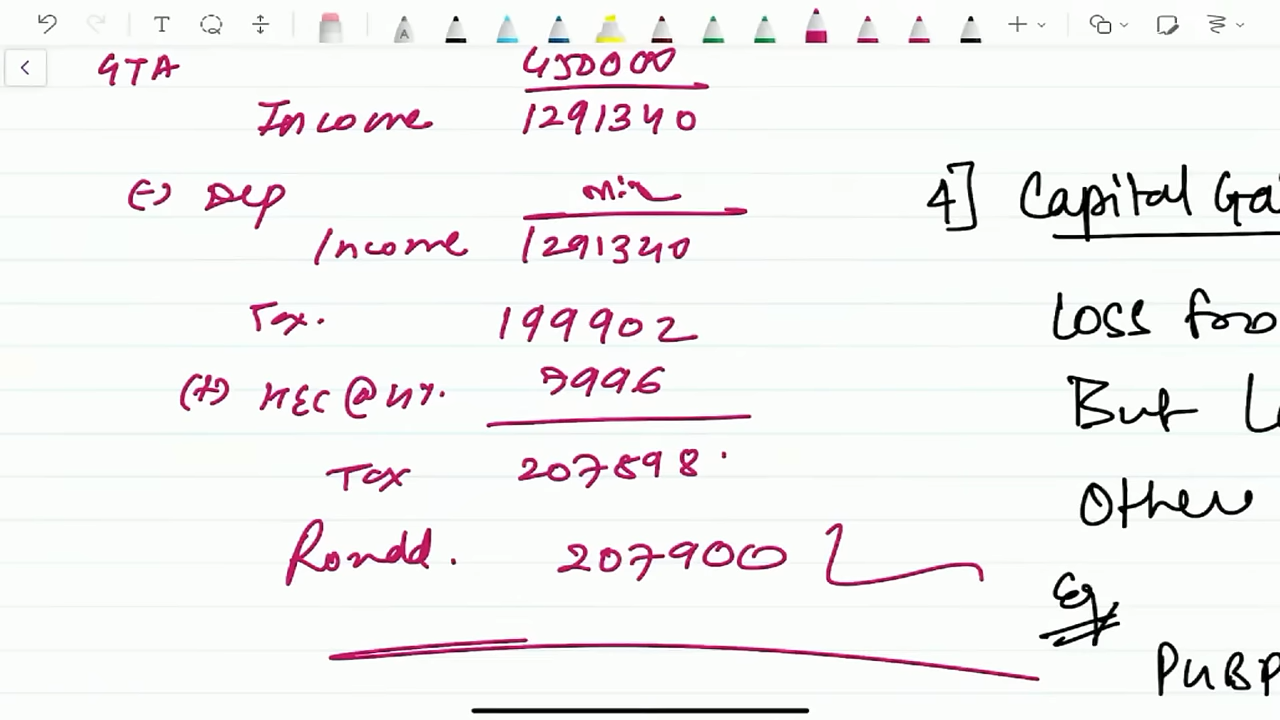 GTA 450000
Income 1291340
(-) Dep nil
Income 1291340
Tax. 199902
(+) HEC @ 4%. 7996
Tax 207898
Rondd. 207900
4] Capital Ga
Loss fro
But L
Other
Eg
PUBP